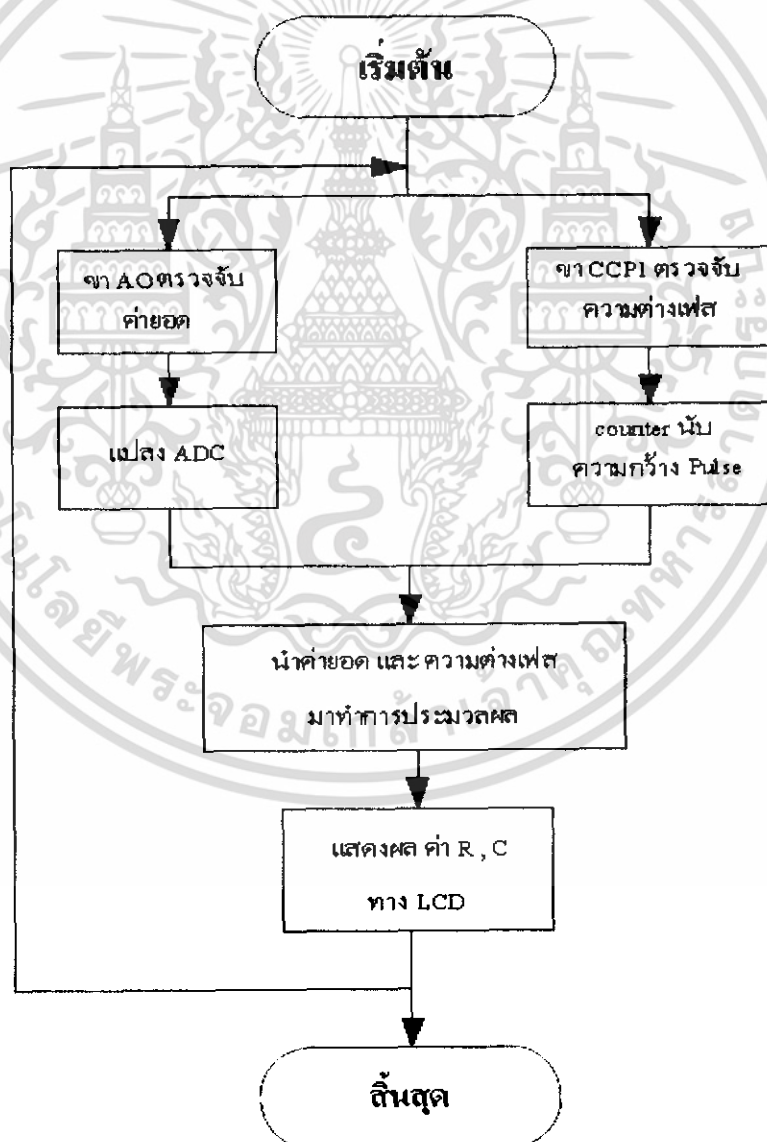 เริ่มต้น
ขา AO ตรวจจับ
ค่ายอด
ขา CCP1 ตรวจจับ
ความต่างเฟส
แปลง ADC
counter นับ
ความกว้าง Pulse
นำค่ายอด และ ความต่างเฟส
มาทำการประมวลผล
แสดงผล ค่า R , C
ทาง LCD
สิ้นสุด